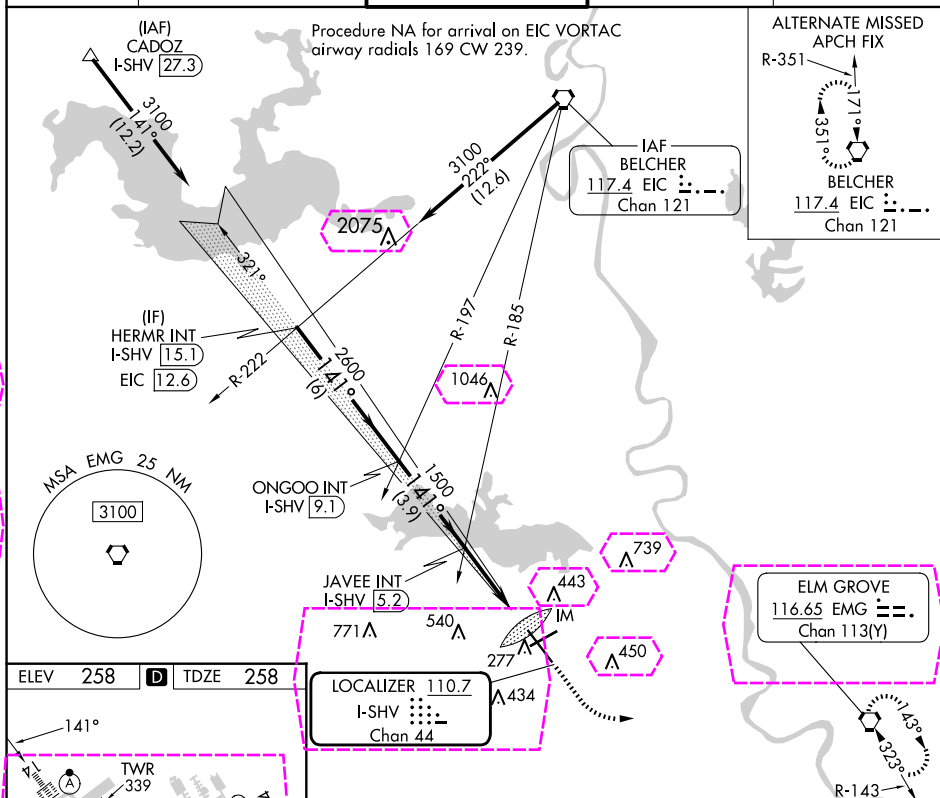 (IAF)
CADOZ
I-SHV 27.3
Procedure NA for arrival on EIC VORTAC
airway radials 169 CW 239.
3100
141°
(12.2)
3100
222°
(12.6)
IAF
BELCHER
117.4 EIC
Chan 121
ALTERNATE MISSED
APCH FIX
R-351
171°
351°
BELCHER
117.4 EIC
Chan 121
2075
321°
R-197
R-185
(IF)
HERMR INT
I-SHV 15.1
EIC 12.6
R-222
2600
141°
(6)
1046
MSA EMG 25 NM
3100
ONGOO INT
I-SHV 9.1
1500
141°
(3.9)
739
JAVEE INT
I-SHV 5.2
443
IM
771
540
277
450
434
ELM GROVE
116.65 EMG
Chan 113(Y)
LOCALIZER 110.7
I-SHV
Chan 44
143°
323°
R-143
ELEV 258 D TDZE 258
141°
A
TWR
339